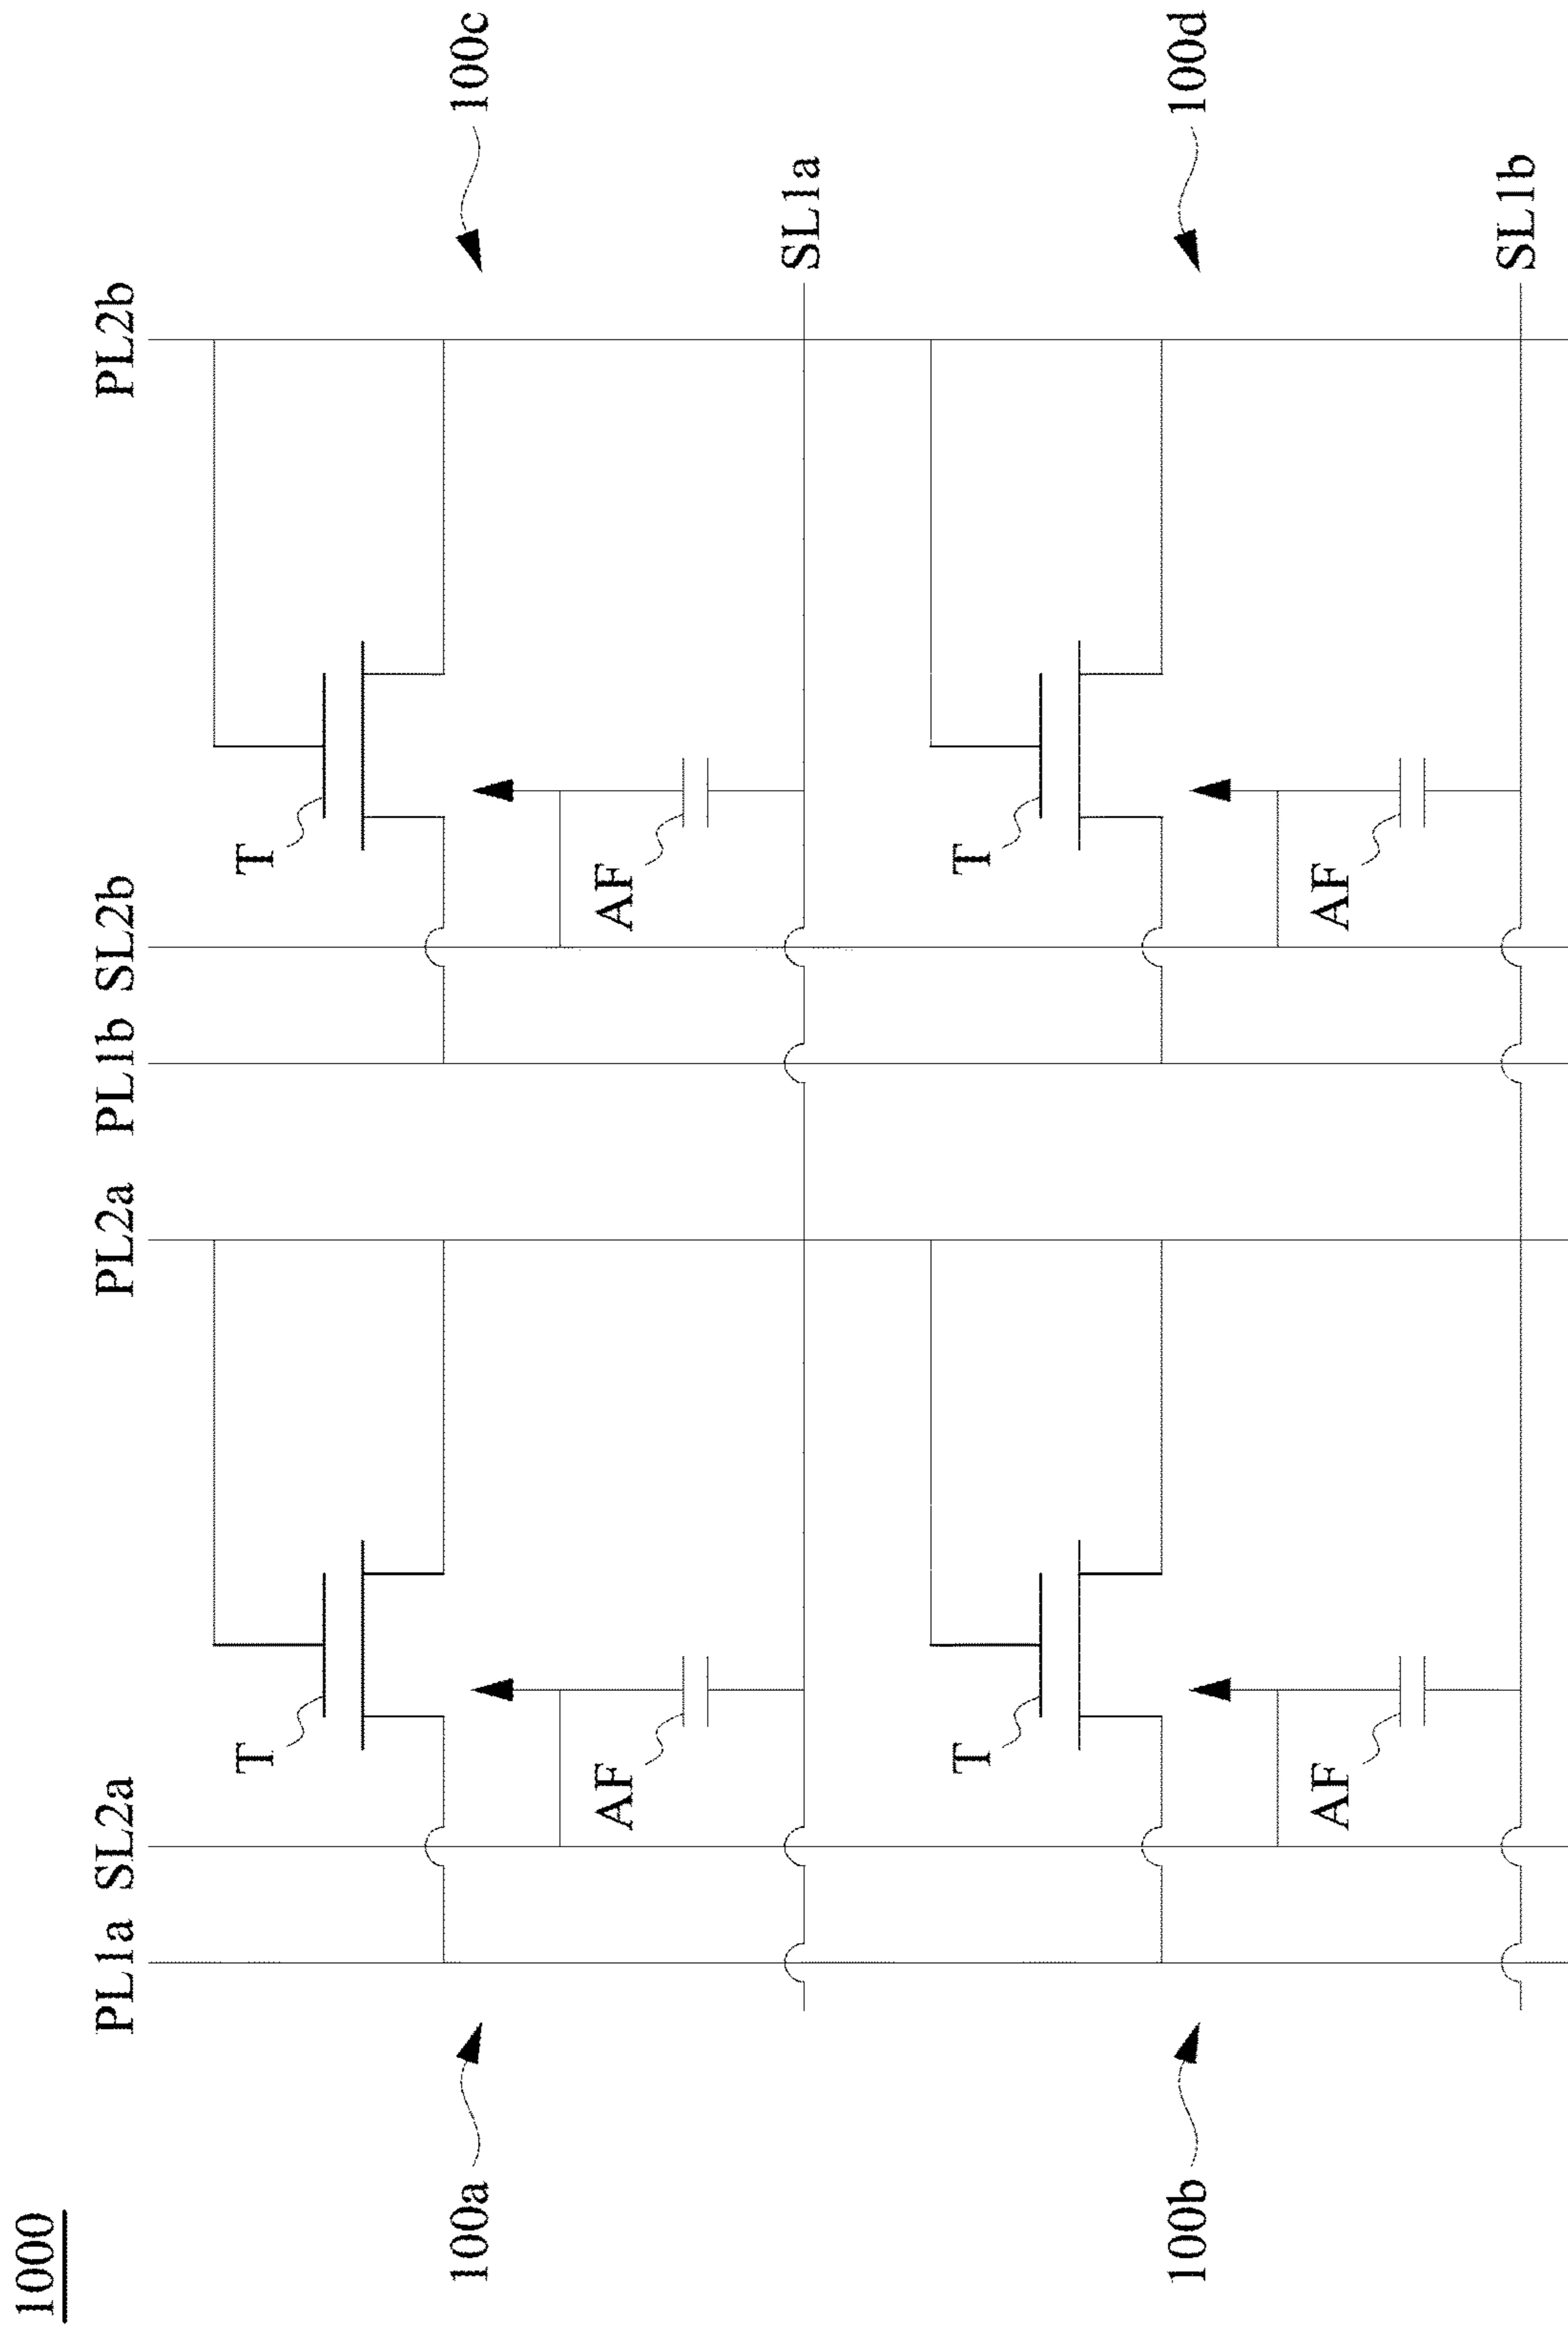 1000
PL1a SL2a PL2a PL1b SL2b PL2b
T T
100a 100c
AF AF
SL1a
T T
100b 100d
AF AF
SL1b